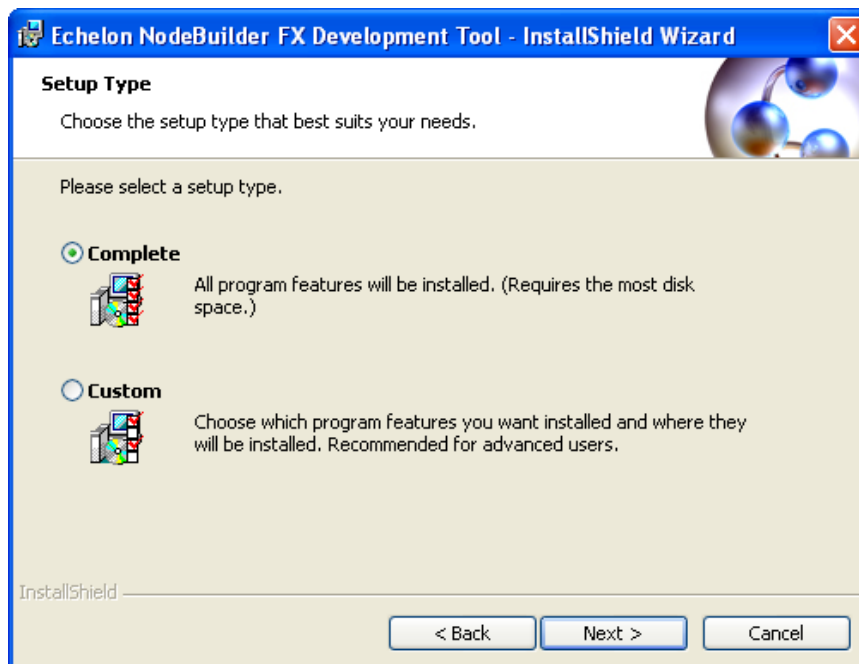 Echelon NodeBuilder FX Development Tool - InstallShield Wizard
Setup Type
Choose the setup type that best suits your needs.
Please select a setup type.
Complete
All program features will be installed. (Requires the most disk
space.)
Custom
Choose which program features you want installed and where they
will be installed. Recommended for advanced users.
InstallShield
< Back
Next >
Cancel